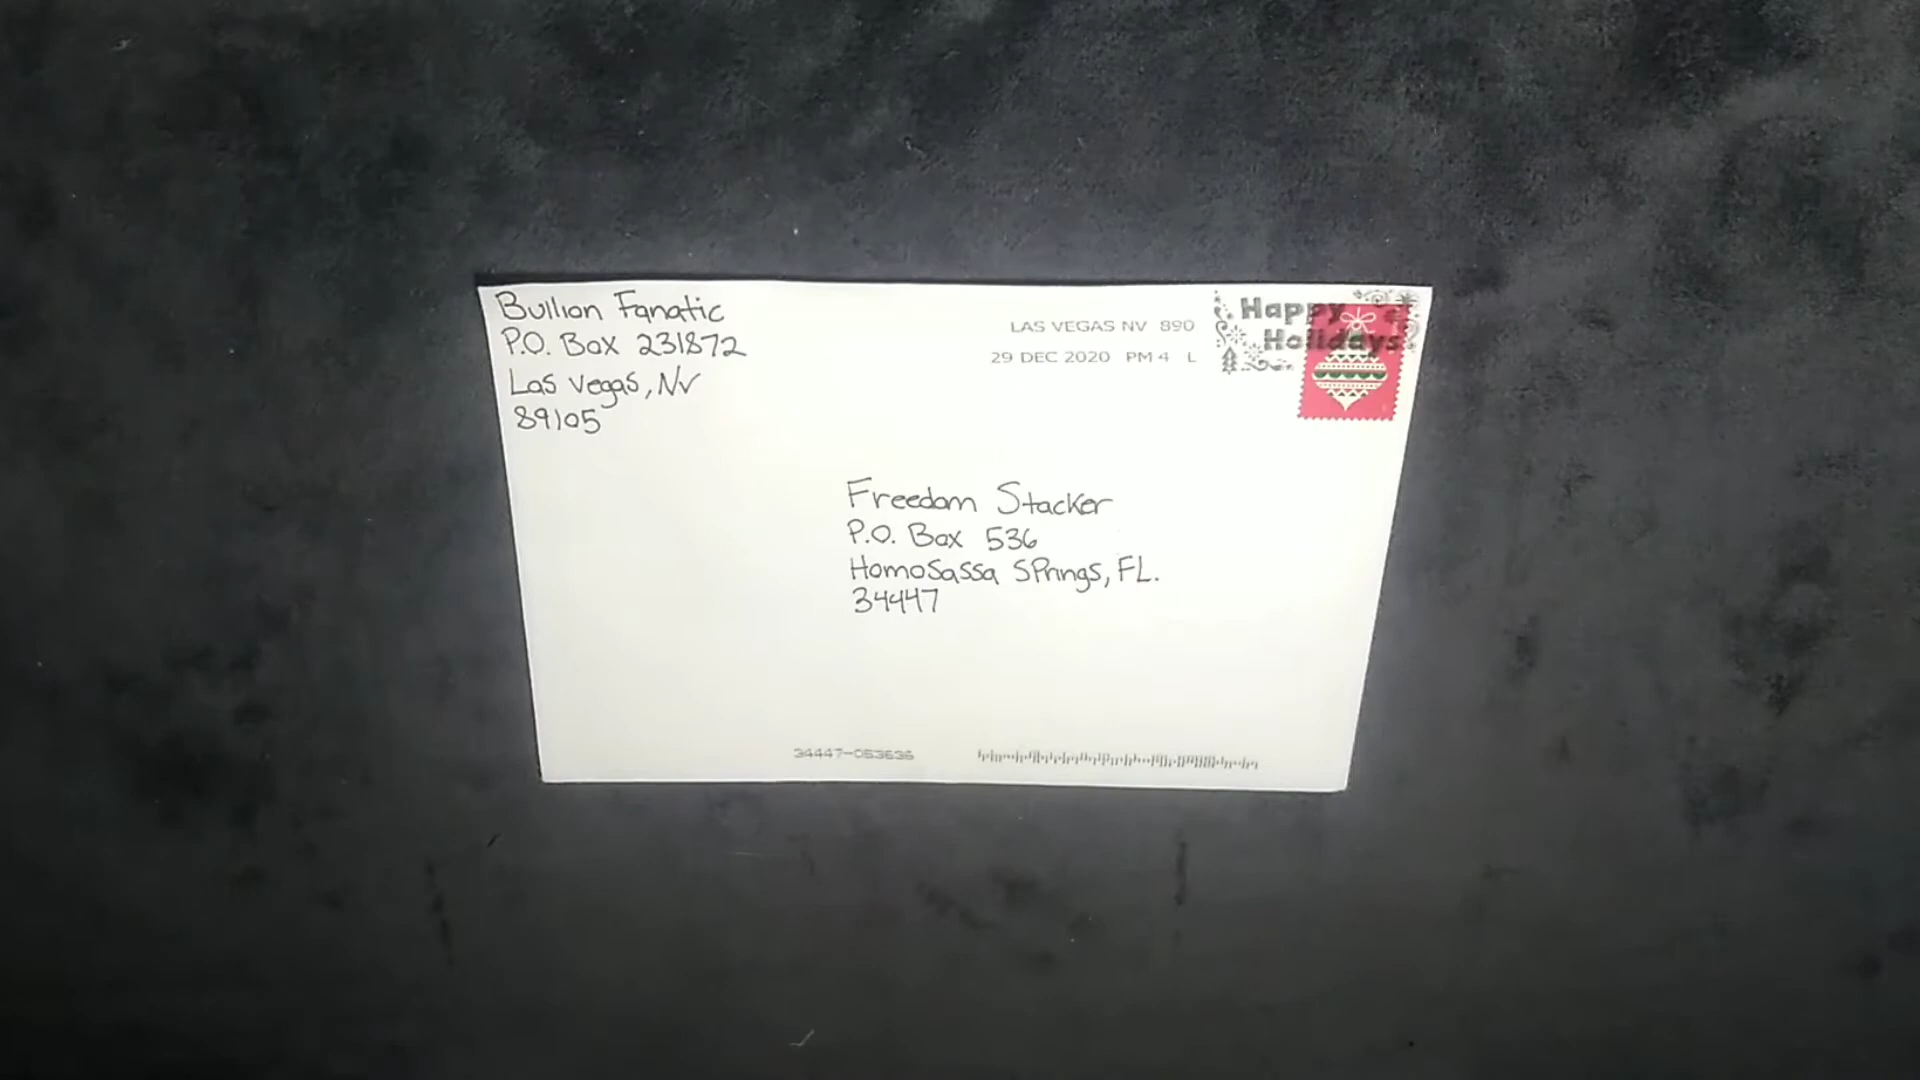 Bullion Fanatic
P.O. Box 231872
Las Vegas, NV
89105
LAS VEGAS NV 890
29 DEC 2020 PM 4 L
Happy
Holidays
Freedom Stacker
P.O. Box 536
Homosassa Springs, FL.
34447
34447-053636